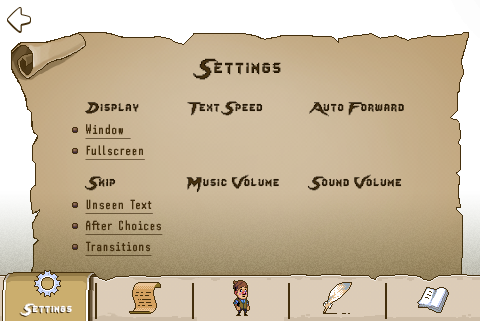 Settings
Display Text Speed Auto Forward
Window
Fullscreen
Skip Music Volume Sound Volume
Unseen Text
After Choices
Transitions
Settings